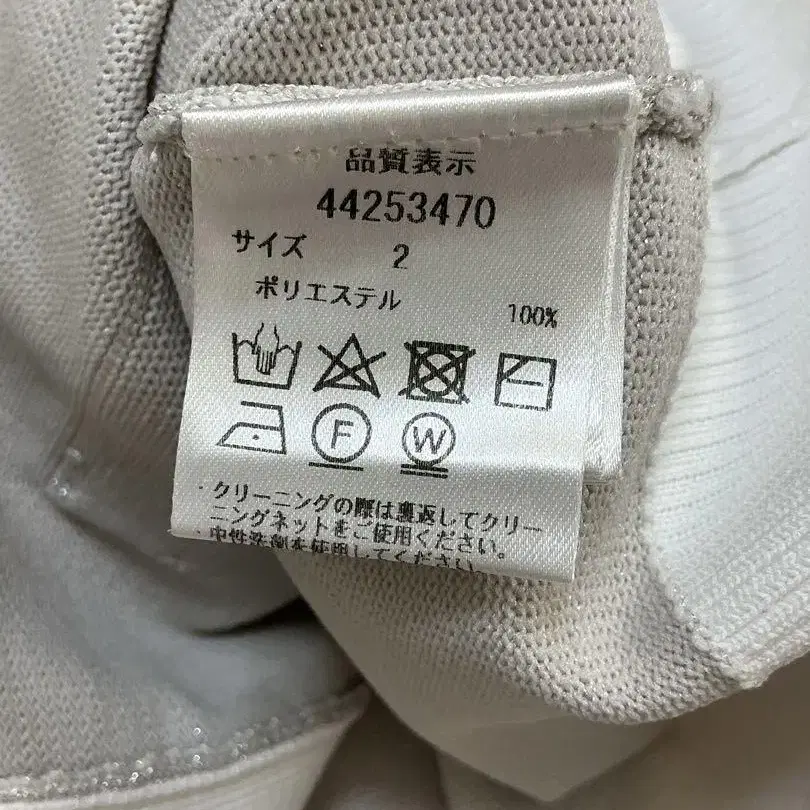 品質表示
44253470
サイズ 2
ポリエステル 100%
F W
・クリーニングの際は裏返してクリー
ニングネットをご使用ください。
・中性洗剤を使用してください。